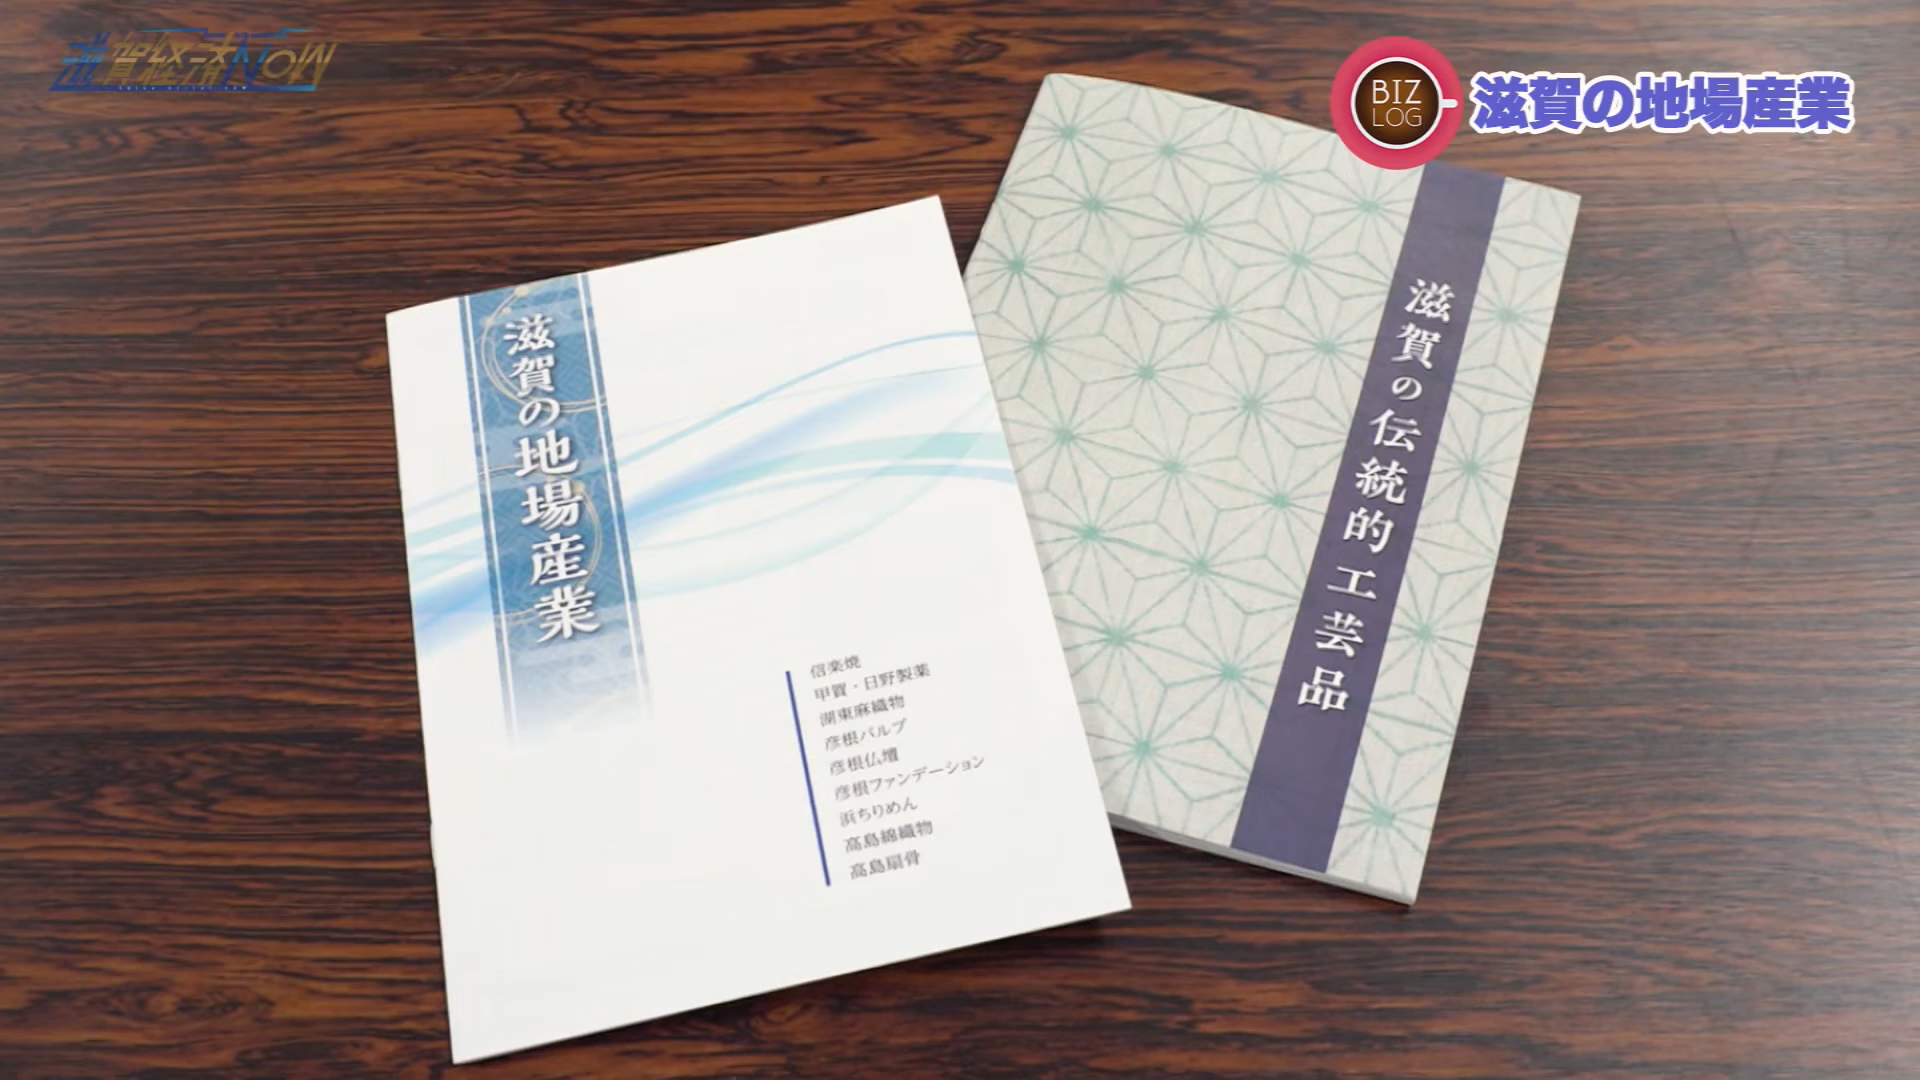 滋賀経済NOW
BIZ
LOG
滋賀の地場産業
滋賀の地場産業
信楽焼
甲賀・日野製薬
湖東麻織物
彦根バルブ
彦根仏壇
彦根ファンデーション
浜ちりめん
高島綿織物
高島扇骨
滋賀の伝統的工芸品